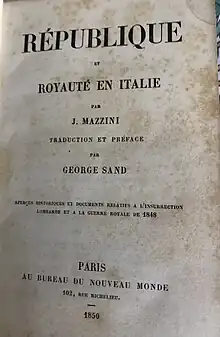 RÉPUBLIQUE
ET
ROYAUTÉ EN ITALIE
PAR
J. MAZZINI
TRADUCTION ET PRÉFACE
PAR
GEORGE SAND
APERÇUS HISTORIQUES ET DOCUMENTS RELATIFS A L'INSURRECTION
LOMBARDE ET A LA GUERRE ROYALE DE 1848
PARIS
AU BUREAU DU NOUVEAU MONDE
102, RUE RICHELIEU.
1850